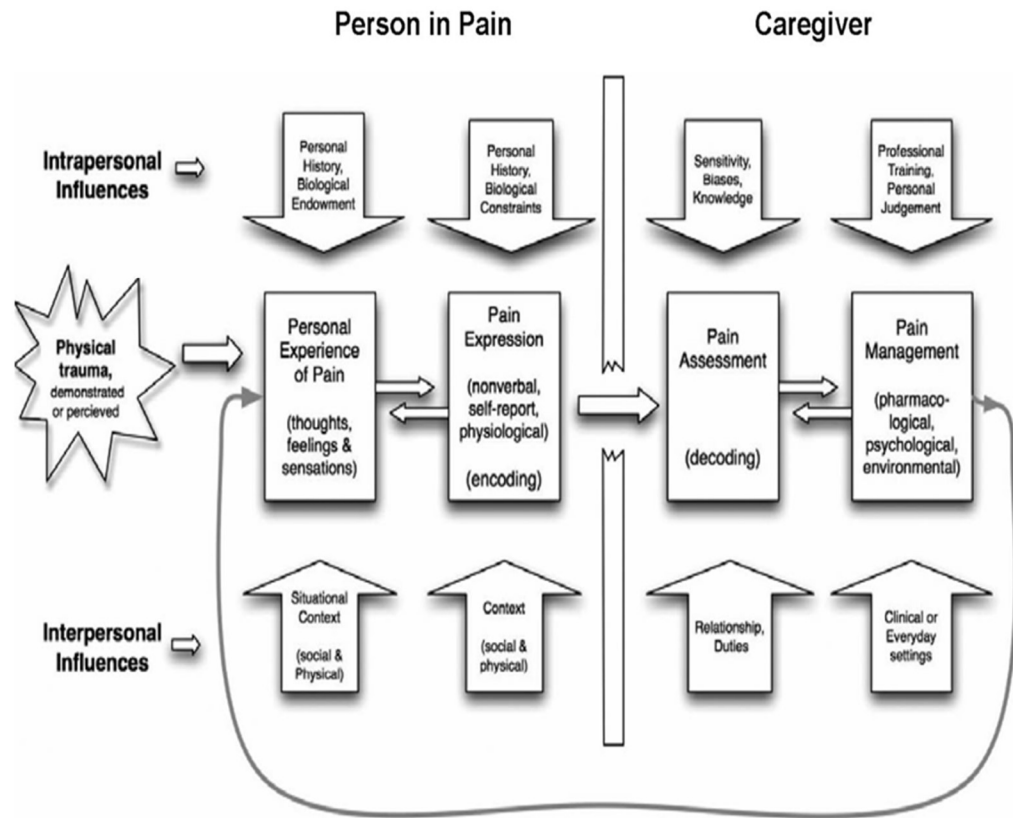 Person in Pain
Caregiver
Intrapersonal
Influences
Personal
History,
Biological
Endowment
Personal
History,
Biological
Constraints
Sensitivity,
Biases,
Knowledge
Professional
Training,
Personal
Judgement
Physical
trauma,
demonstrated
or percieved
Personal
Experience
of Pain
(thoughts,
feelings &
sensations)
Pain
Expression
(nonverbal,
self-report,
physiological)
(encoding)
Pain
Assessment
(decoding)
Pain
Management
(pharmaco-
logical,
psychological,
environmental)
Interpersonal
Influences
Situational
Context
(social &
Physical)
Context
(social &
physical)
Relationship,
Duties
Clinical or
Everyday
settings